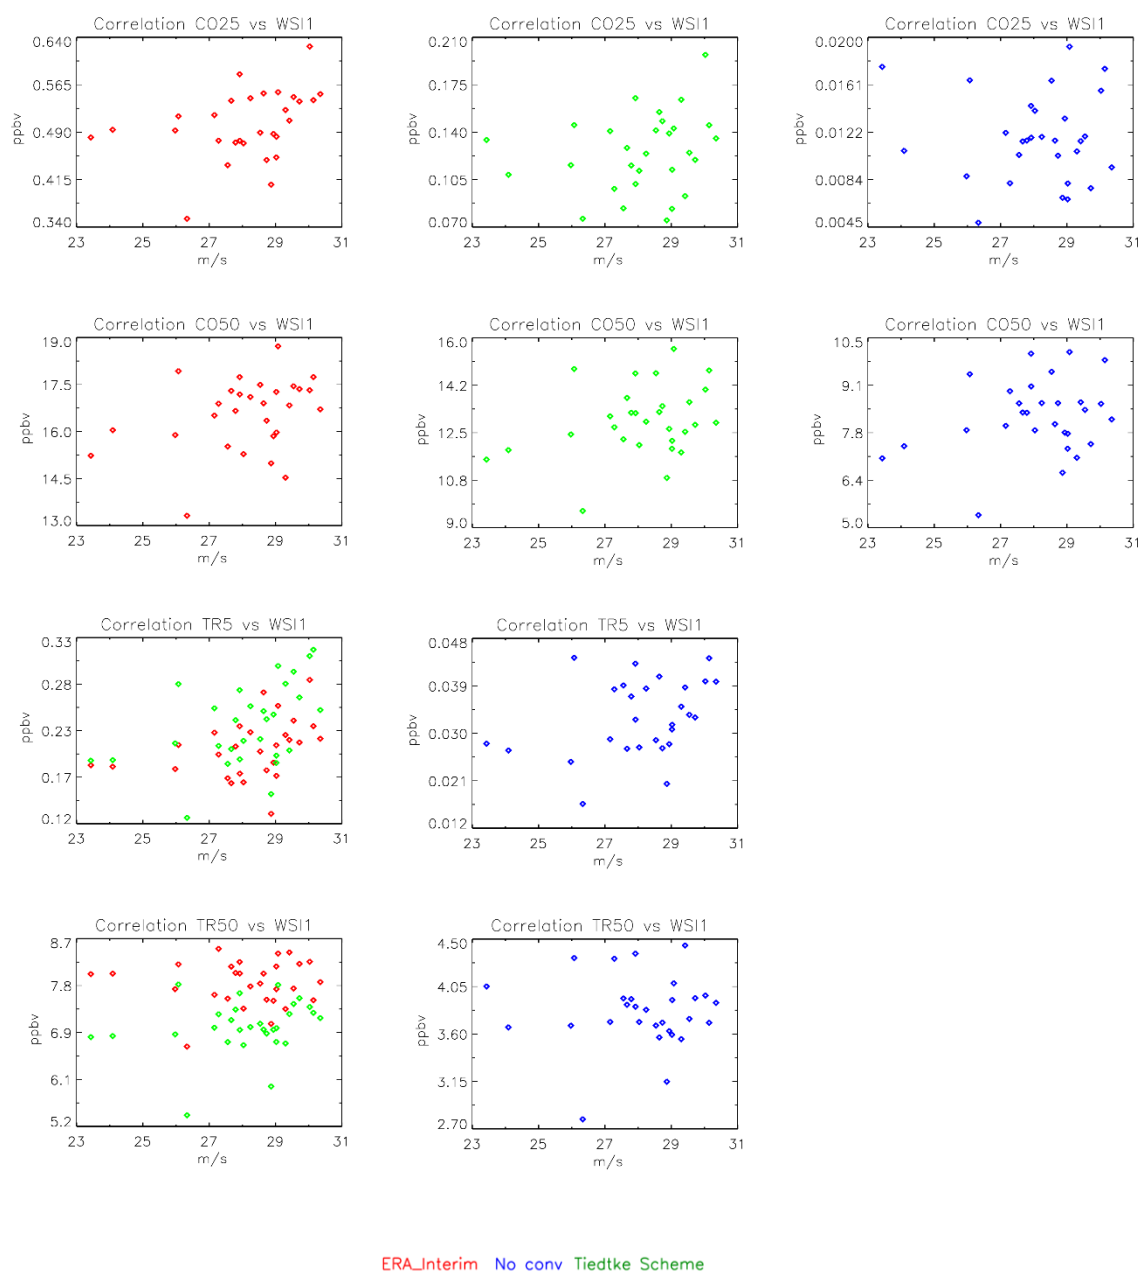 Correlation CO25 vs WSI1
0.640
0.565
0.490
0.415
0.340
ppbv
23 25 27 29 31
m/s
Correlation CO25 vs WSI1
0.210
0.175
0.140
0.105
0.070
ppbv
23 25 27 29 31
m/s
Correlation CO25 vs WSI1
0.0200
0.0161
0.0122
0.0084
0.0045
ppbv
23 25 27 29 31
m/s
Correlation CO50 vs WSI1
19.0
17.5
16.0
14.5
13.0
ppbv
23 25 27 29 31
m/s
Correlation CO50 vs WSI1
16.0
14.2
12.5
10.8
9.0
ppbv
23 25 27 29 31
m/s
Correlation CO50 vs WSI1
10.5
9.1
7.8
6.4
5.0
ppbv
23 25 27 29 31
m/s
Correlation TR5 vs WSI1
0.33
0.28
0.23
0.17
0.12
ppbv
23 25 27 29 31
m/s
Correlation TR5 vs WSI1
0.048
0.039
0.030
0.021
0.012
ppbv
23 25 27 29 31
m/s
Correlation TR50 vs WSI1
8.7
7.8
6.9
6.1
5.2
ppbv
23 25 27 29 31
m/s
Correlation TR50 vs WSI1
4.50
4.05
3.60
3.15
2.70
ppbv
23 25 27 29 31
m/s
ERA_Interim No conv Tiedtke Scheme